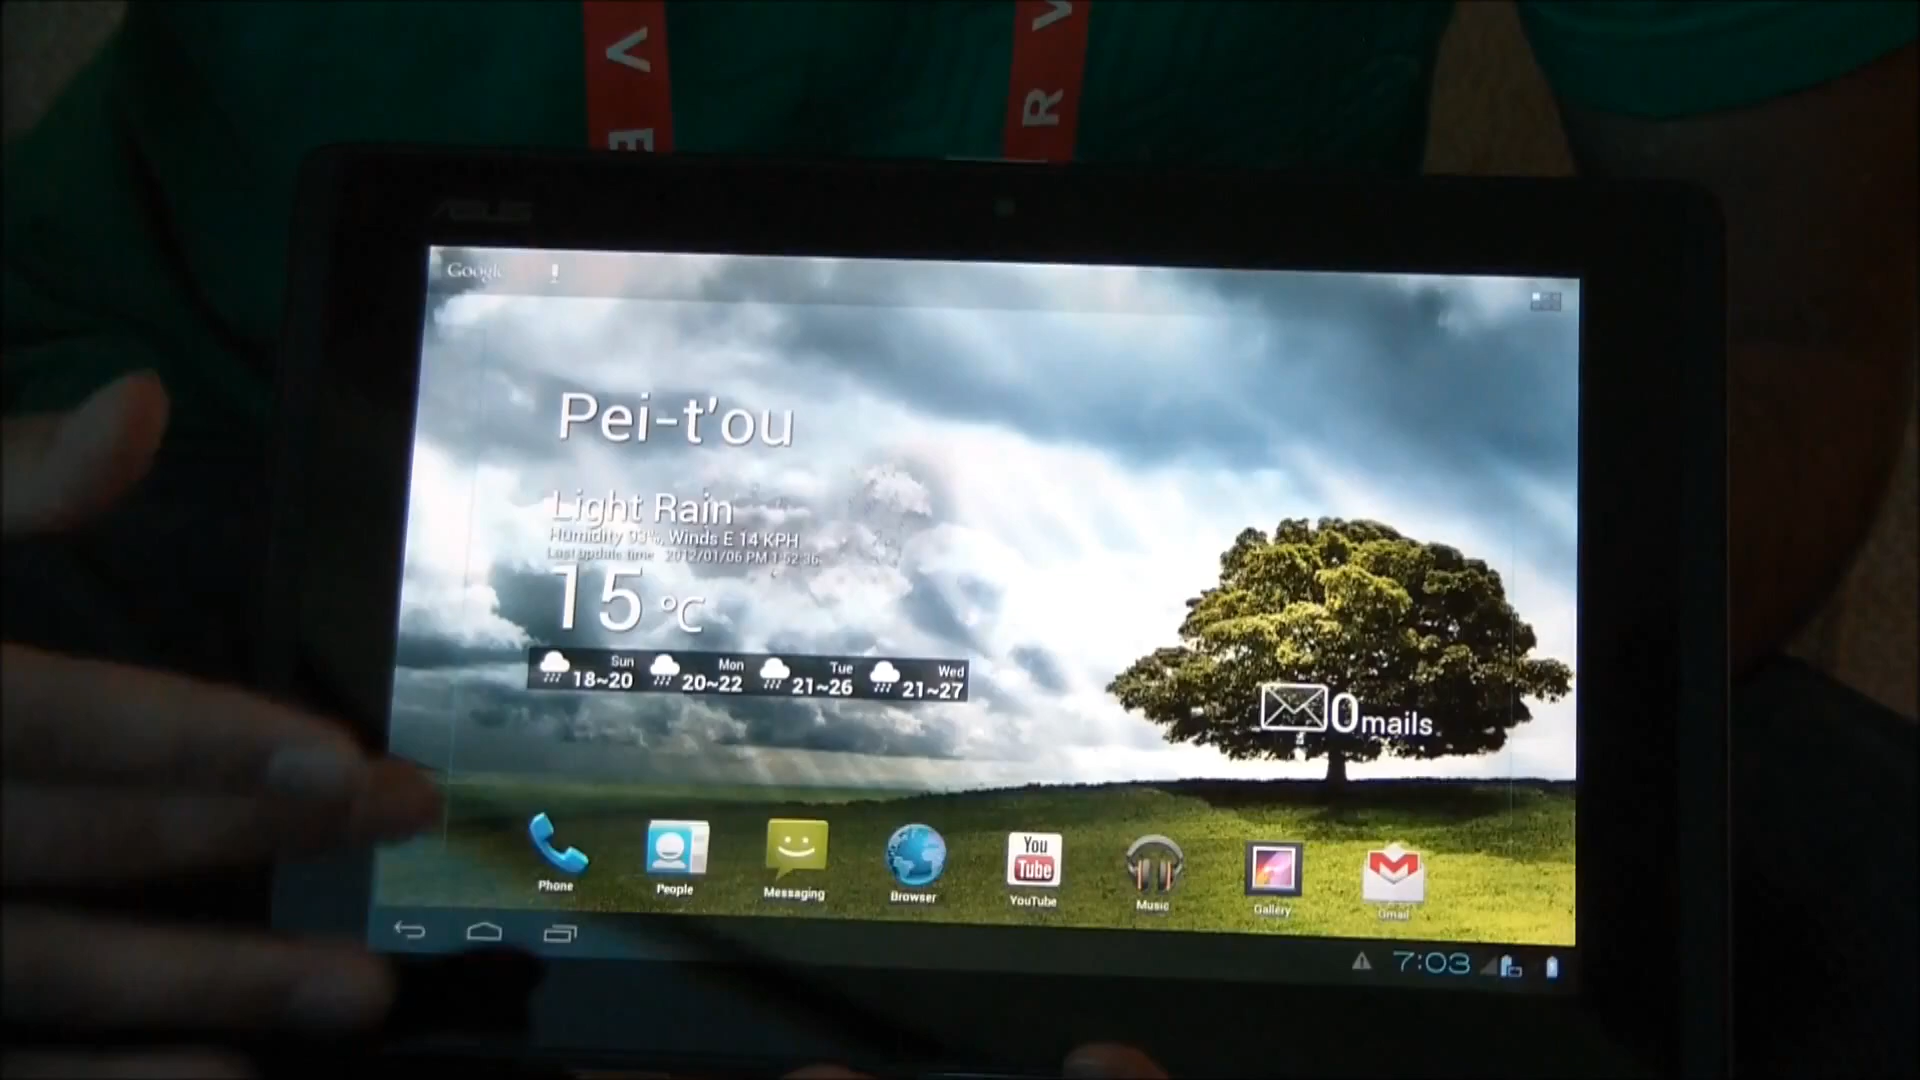 V
E
V
R
ASUS
Google
Pei-t'ou
Light Rain
Humidity 93%, Winds E 14 KPH
Last update time 2012/01/06 PM 1:52:36
15 °C
Sun
18~20
Mon
20~22
Tue
21~26
Wed
21~27
0mails
Phone
People
Messaging
You
Tube
Browser
YouTube
Music
Gallery
Gmail
7:03